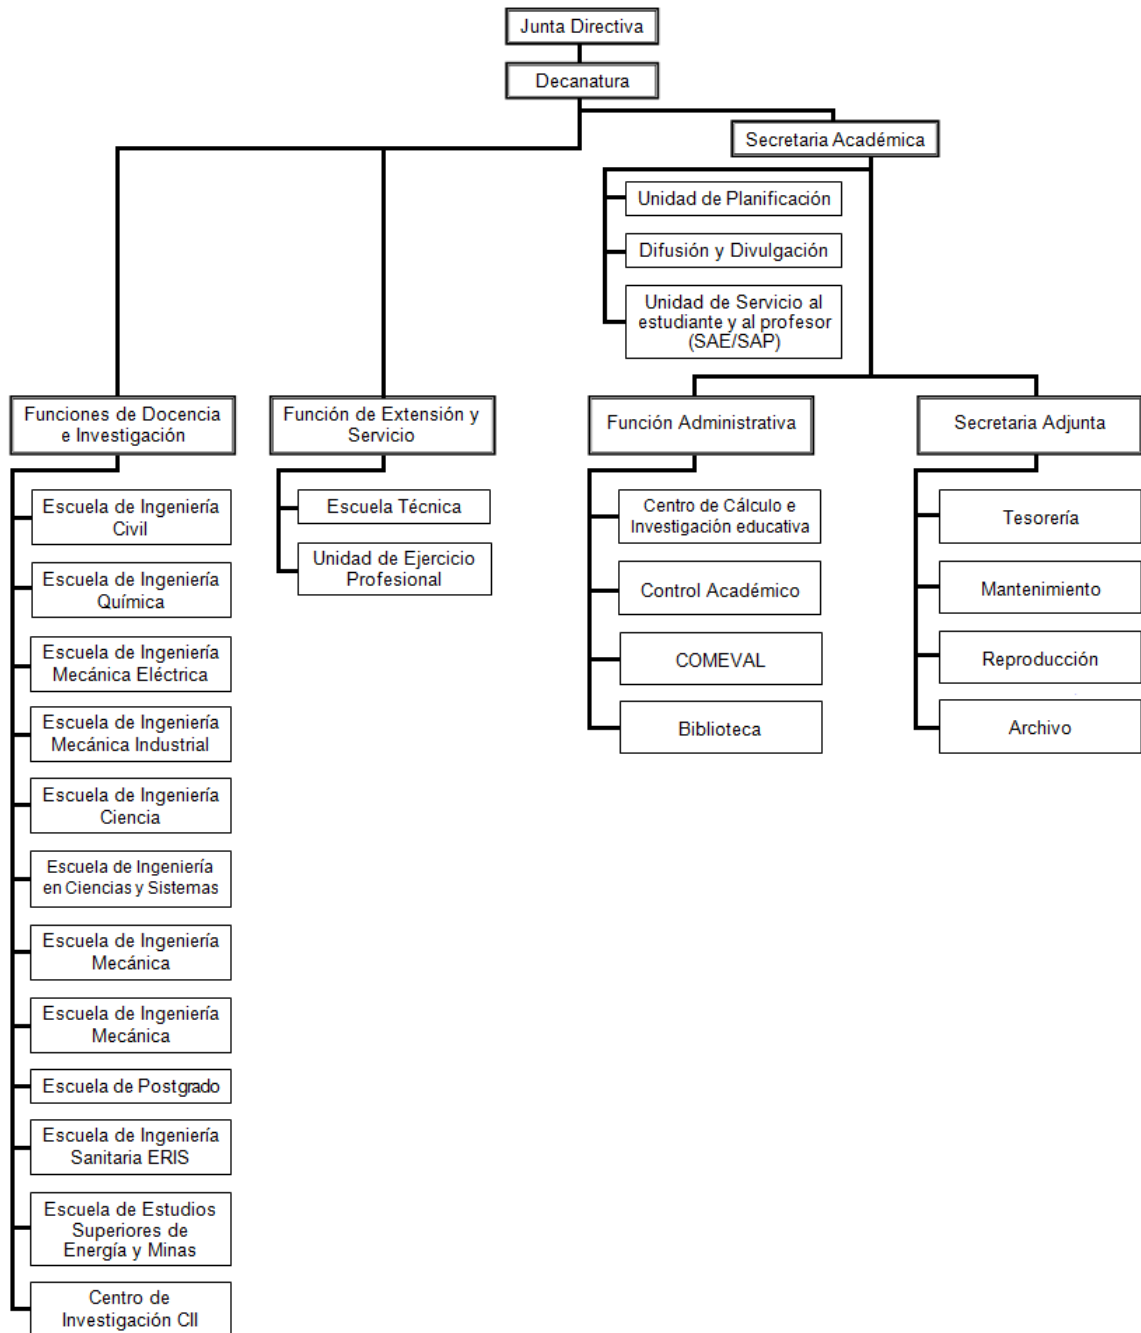 Junta Directiva
Decanatura
Secretaria Académica
Unidad de Planificación
Difusión y Divulgación
Unidad de Servicio al
estudiante y al profesor
(SAE/SAP)
Funciones de Docencia
e Investigación
Función de Extensión y
Servicio
Función Administrativa
Secretaria Adjunta
Escuela de Ingeniería
Civil
Escuela de Ingeniería
Química
Escuela de Ingeniería
Mecánica Eléctrica
Escuela de Ingeniería
Mecánica Industrial
Escuela de Ingeniería
Ciencia
Escuela de Ingeniería
en Ciencias y Sistemas
Escuela de Ingeniería
Mecánica
Escuela de Ingeniería
Mecánica
Escuela de Postgrado
Escuela de Ingeniería
Sanitaria ERIS
Escuela de Estudios
Superiores de
Energía y Minas
Centro de
Investigación CII
Escuela Técnica
Unidad de Ejercicio
Profesional
Centro de Cálculo e
Investigación educativa
Control Académico
COMEVAL
Biblioteca
Tesorería
Mantenimiento
Reproducción
Archivo